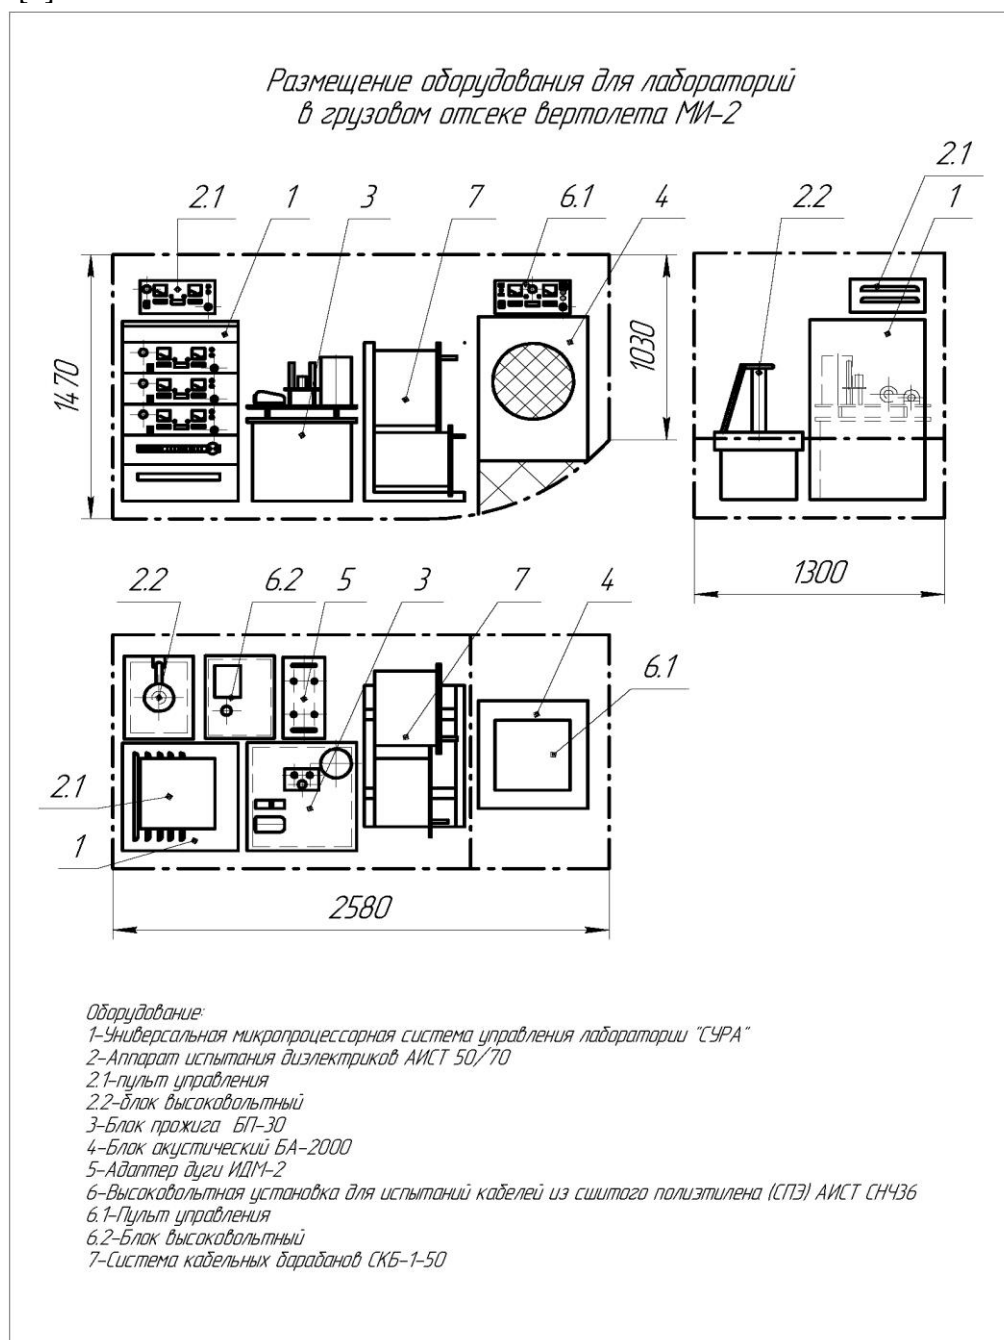 Размещение оборудования для лабораторий
в грузовом отсеке вертолета МИ-2
2.1
2.1 1 3 7 6.1 4 2.2 1
1470
1030
1300
2.2 6.2 5 3 7 4
6.1
2.1
1
2580
Оборудование:
1-Универсальная микропроцессорная система управления лаборатории "СУРА"
2-Аппарат испытания диэлектриков АИСТ 50/70
2.1-пульт управления
2.2-блок высоковольтный
3-Блок прожига БП-30
4-Блок акустический БА-2000
5-Адаптер дуги ИДМ-2
6-Высоковольтная установка для испытаний кабелей из сшитого полиэтилена (СПЭ) АИСТ СНЧ36
6.1-Пульт управления
6.2-Блок высоковольтный
7-Система кабельных барабанов СКБ-1-50